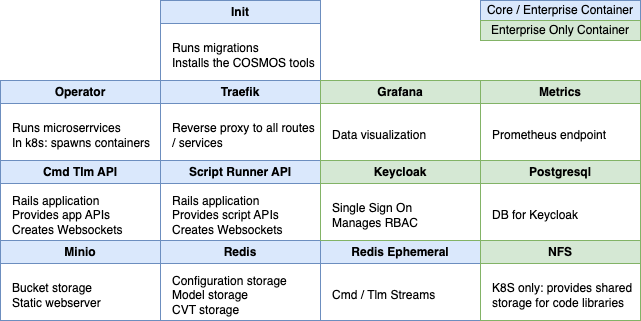 Init
Core / Enterprise Container
Enterprise Only Container
Runs migrations
Installs the COSMOS tools
Operator
Traefik
Grafana
Metrics
Runs microserrvices
In k8s: spawns containers
Reverse proxy to all routes
/ services
Data visualization
Prometheus endpoint
Cmd Tlm API
Script Runner API
Keycloak
Postgresql
Rails application
Provides app APIs
Creates Websockets
Rails application
Provides script APIs
Creates Websockets
Single Sign On
Manages RBAC
DB for Keycloak
Minio
Redis
Redis Ephemeral
NFS
Bucket storage
Static webserver
Configuration storage
Model storage
CVT storage
Cmd / Tlm Streams
K8S only: provides shared
storage for code libraries